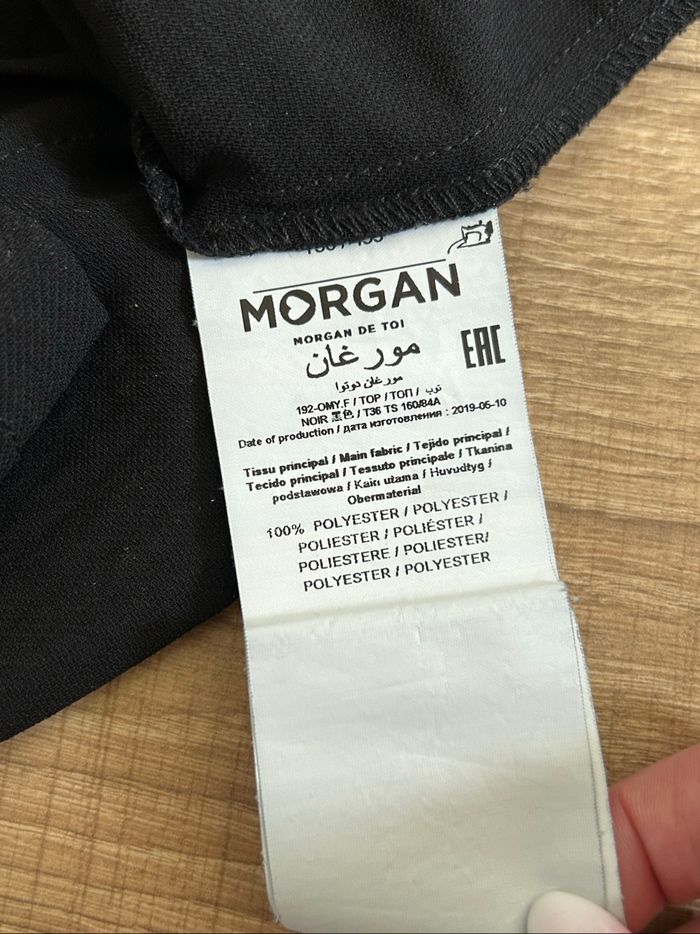 MORGAN
MORGAN DE TOI
مورغان
مورغان دوتوا
EAC
192-OMY.F / TOP / ТОП / توب
NOIR 黑色 / T36 TS 160/84A
Date of production / дата изготовления : 2019-06-10
Tissu principal / Main fabric / Tejido principal /
Tecido principal / Tessuto principale / Tkanina
podstawowa / Kain utama / Huvudtyg /
Obermaterial
100% POLYESTER / POLYESTER /
POLIESTER / POLIÉSTER /
POLIESTERE / POLIESTER/
POLYESTER / POLYESTER